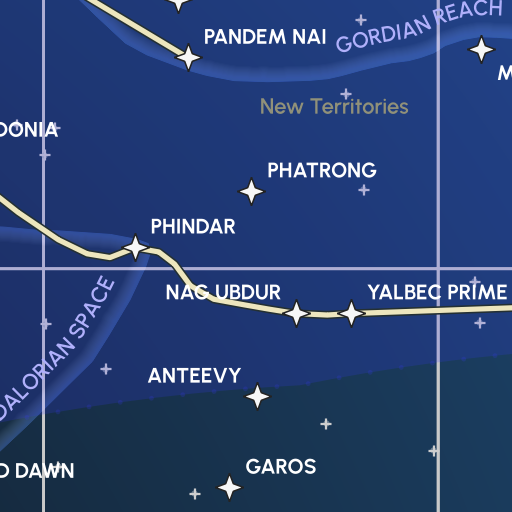 PANDEM NAI
GORDIAN REACH
M
New Territories
DONIA
PHATRONG
PHINDAR
NAG UBDUR
YALBEC PRIME
DALORIAN SPACE
ANTEEVY
D DAWN
GAROS